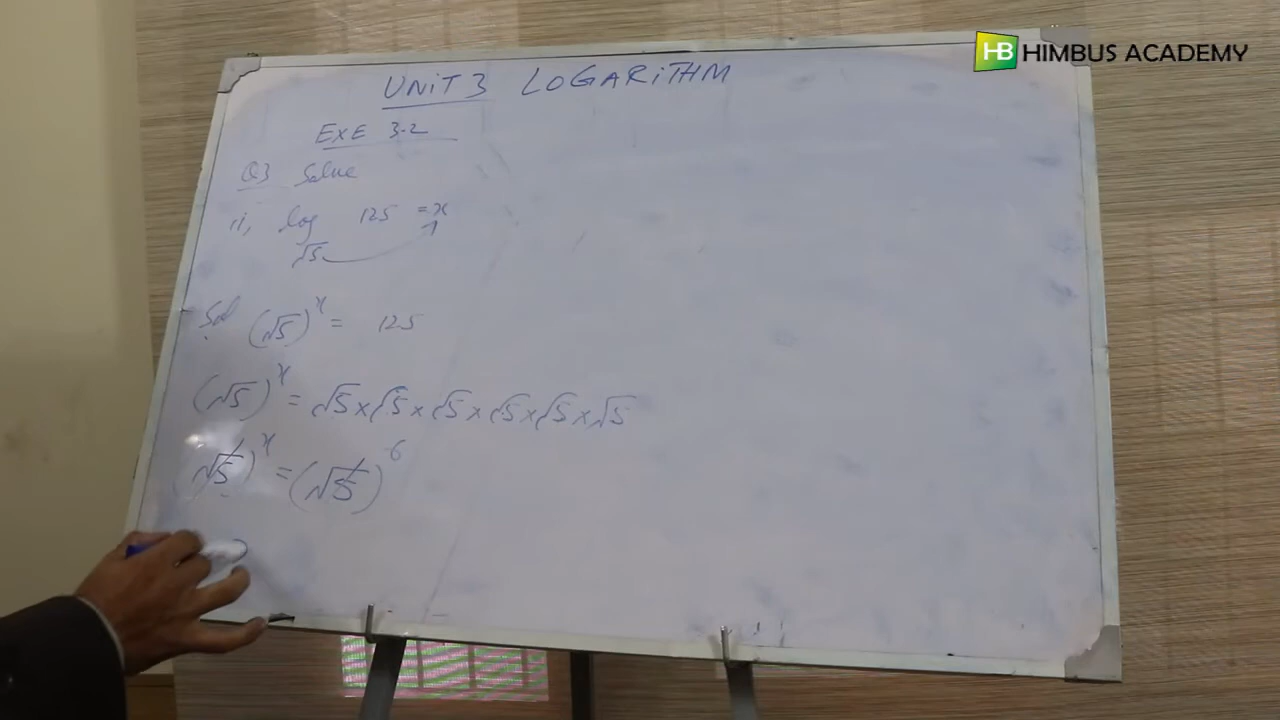 HB HIMBUS ACADEMY
UNIT 3 LOGARITHM
EXE 3.2
Q3 Solve
ii, log 125 = x
√5
Sol (√5)^x = 125
(√5)^x = √5 × √5 × √5 × √5 × √5 × √5
(√5)^x = (√5)^6